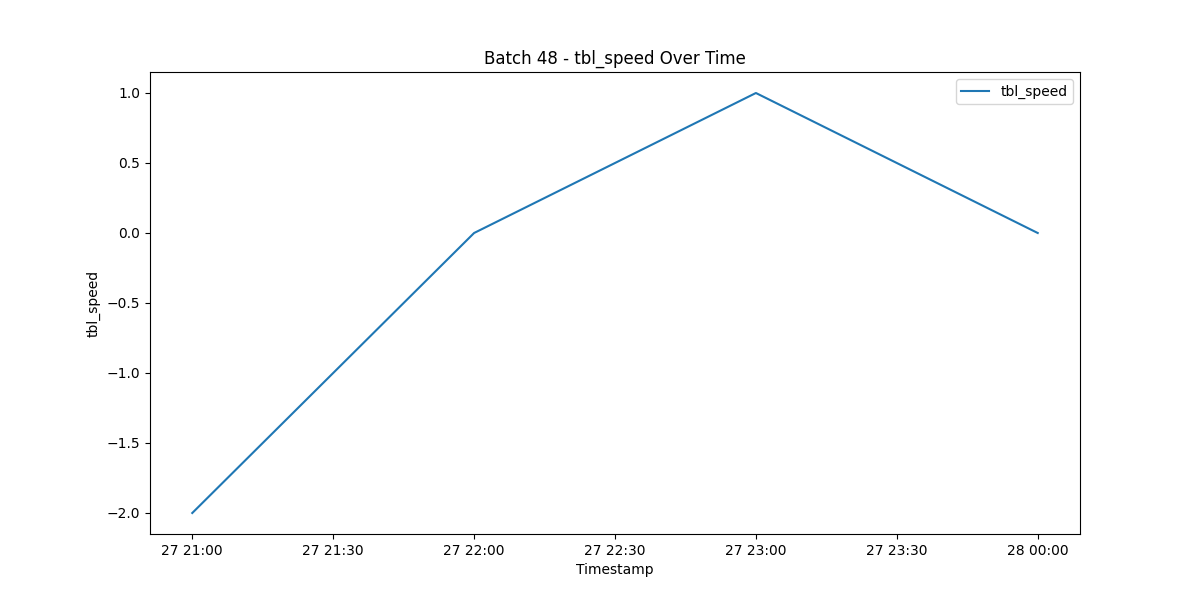 Batch 48 - tbl_speed Over Time
tbl_speed
1.0
0.5
0.0
−0.5
−1.0
−1.5
−2.0
tbl_speed
27 21:00 27 21:30 27 22:00 27 22:30 27 23:00 27 23:30 28 00:00
Timestamp